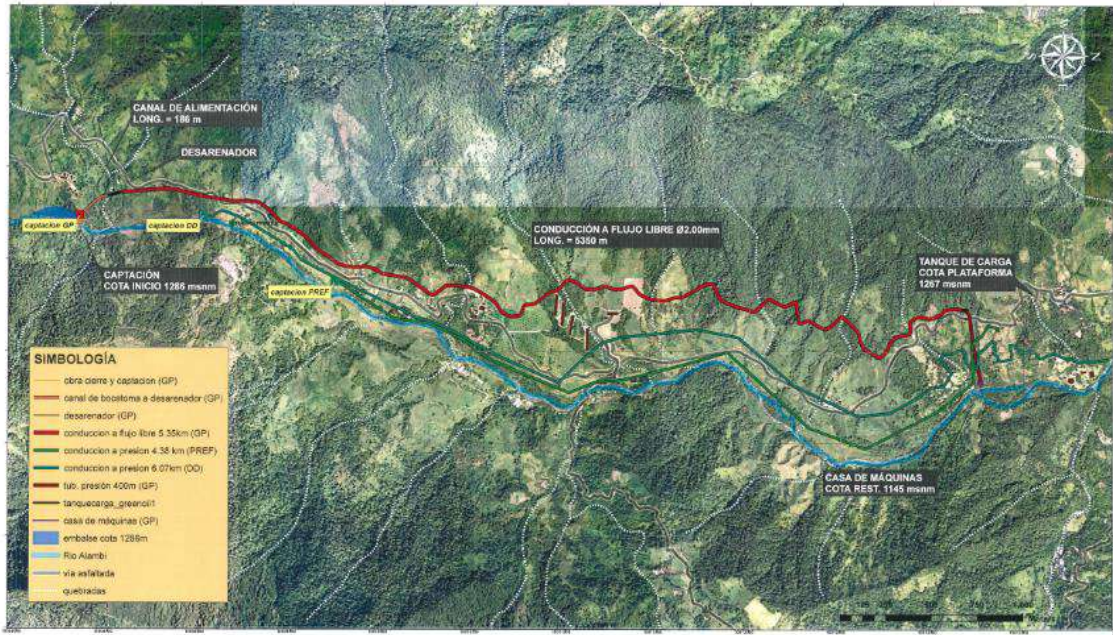 CANAL DE ALIMENTACIÓN
LONG. = 186 m
DESARENADOR
captacion GP
captacion DD
CAPTACIÓN
COTA INICIO 1286 msnm
captacion PREF
CONDUCCIÓN A FLUJO LIBRE Ø2.00mm
LONG. = 5350 m
TANQUE DE CARGA
COTA PLATAFORMA
1267 msnm
CASA DE MÁQUINAS
COTA REST. 1145 msnm
SIMBOLOGÍA
obra cierre y captacion (GP)
canal de bocatoma a desarenador (GP)
desarenador (GP)
conduccion a flujo libre 5.35km (GP)
conduccion a presion 4.38 km (PREF)
conduccion a presion 6.07km (DD)
tub. presión 400m (GP)
casa de máquinas (GP)
embalse cota 1286m
Rio Alambi
via asfaltada
quebradas